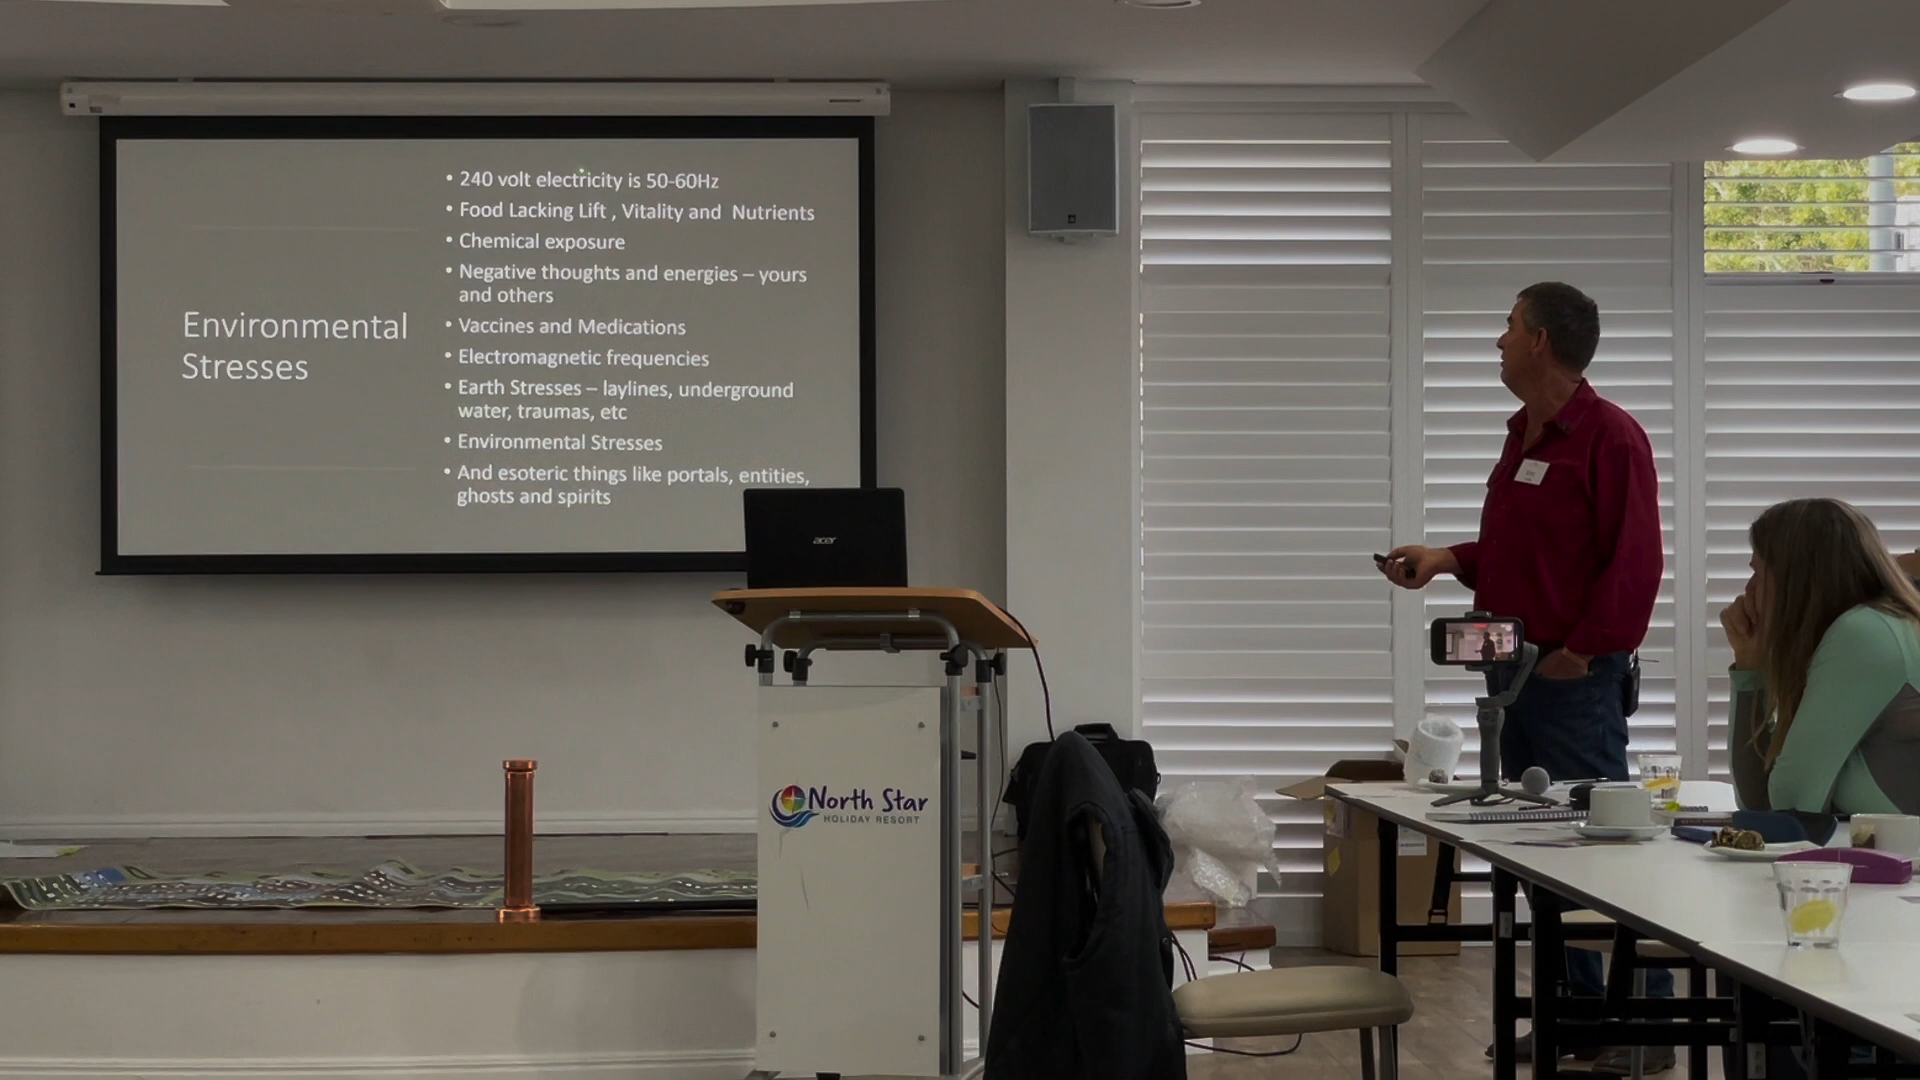 Environmental
Stresses
• 240 volt electricity is 50-60Hz
• Food Lacking Lift , Vitality and Nutrients
• Chemical exposure
• Negative thoughts and energies – yours
and others
• Vaccines and Medications
• Electromagnetic frequencies
• Earth Stresses – laylines, underground
water, traumas, etc
• Environmental Stresses
• And esoteric things like portals, entities,
ghosts and spirits
acer
North Star
HOLIDAY RESORT